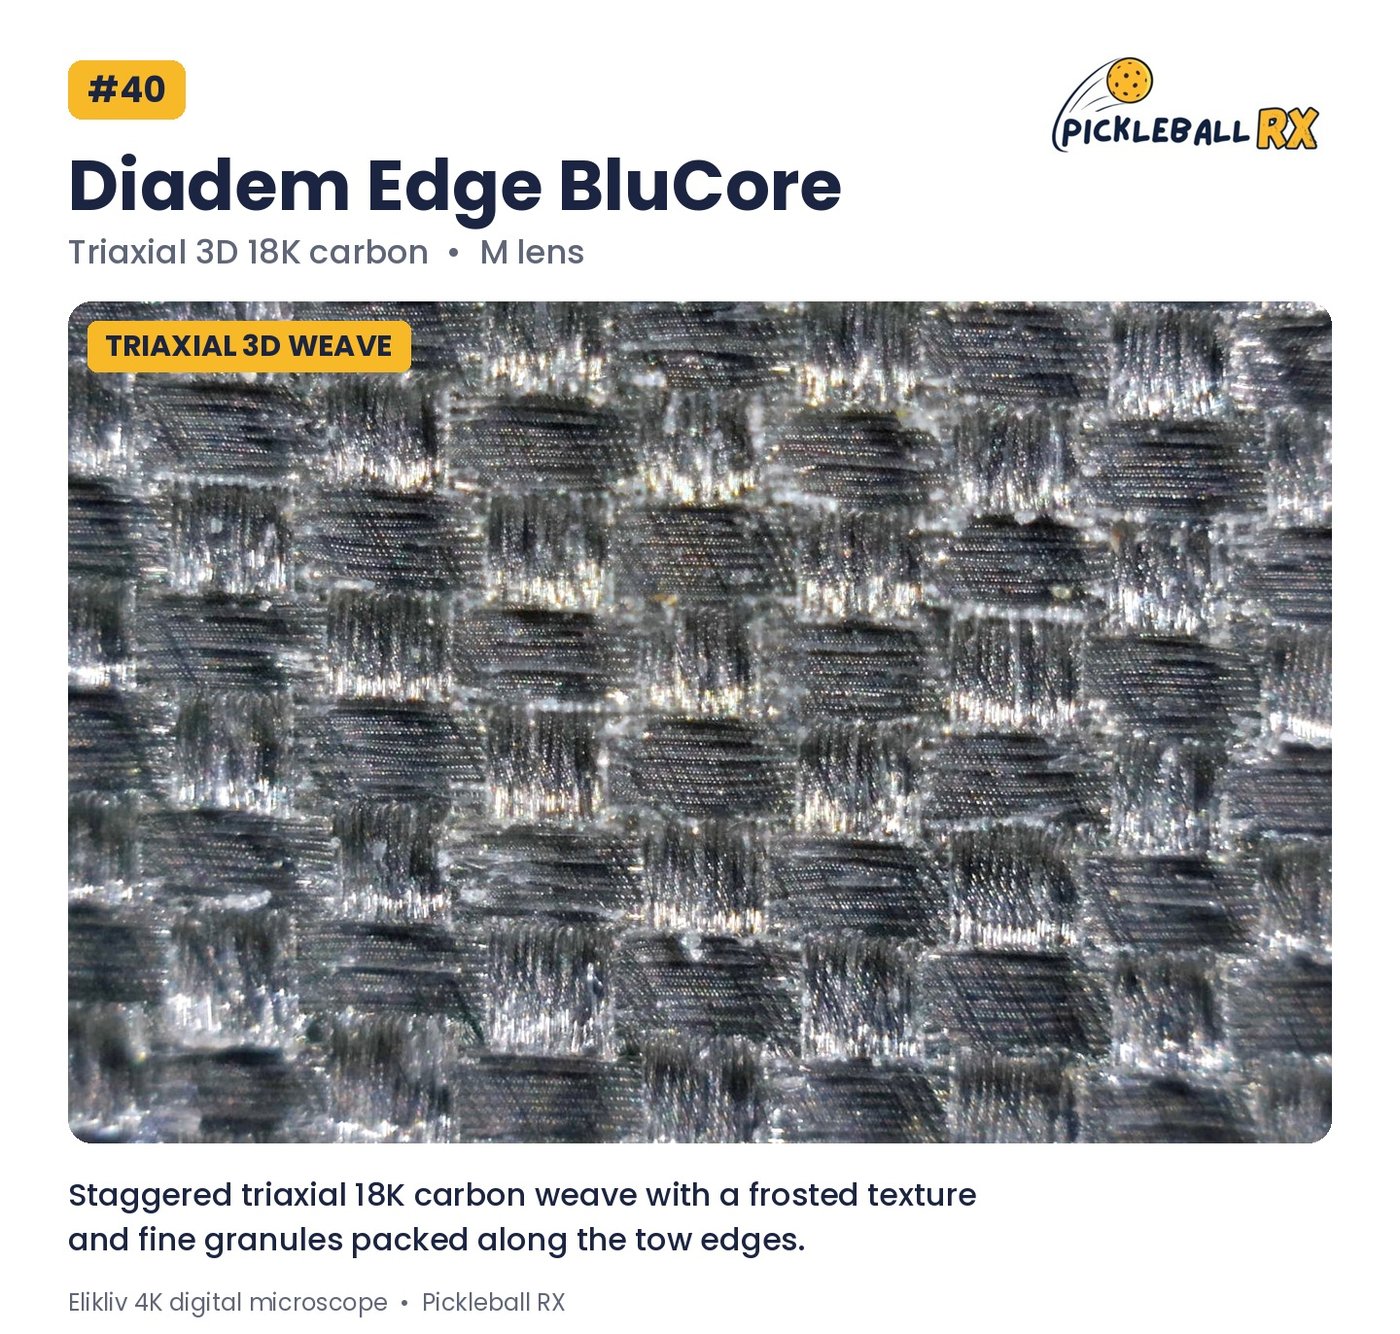 #40
PICKLEBALL RX
Diadem Edge BluCore
Triaxial 3D 18K carbon • M lens
TRIAXIAL 3D WEAVE
Staggered triaxial 18K carbon weave with a frosted texture
and fine granules packed along the tow edges.
Elikliv 4K digital microscope • Pickleball RX